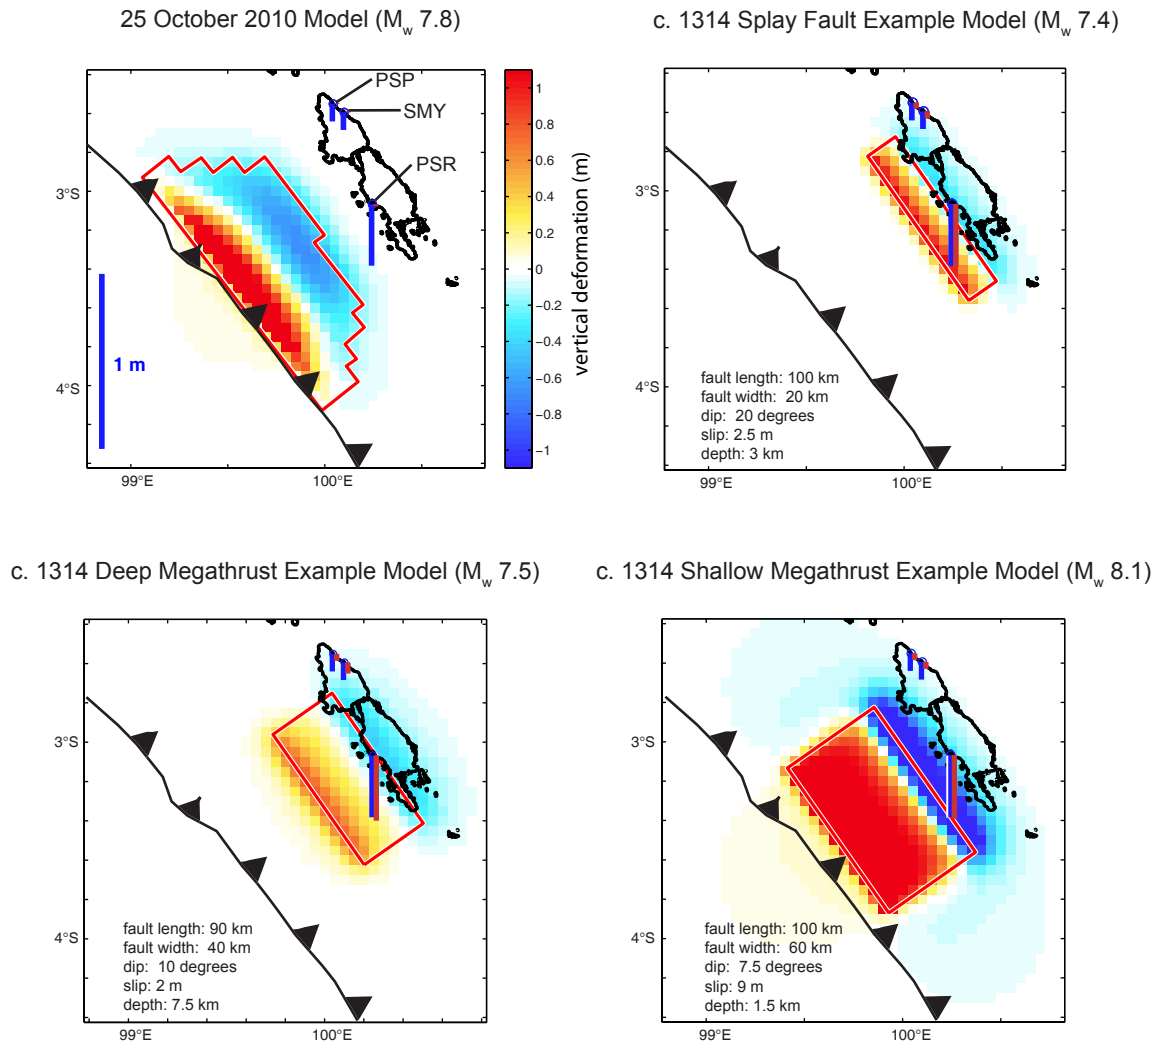 25 October 2010 Model (Mw 7.8)
PSP
SMY
PSR
3°S
4°S
99°E
100°E
1 m
1
0.8
0.6
0.4
0.2
0
−0.2
−0.4
−0.6
−0.8
−1
vertical deformation (m)
c. 1314 Splay Fault Example Model (Mw 7.4)
3°S
4°S
fault length: 100 km
fault width: 20 km
dip: 20 degrees
slip: 2.5 m
depth: 3 km
99°E
100°E
c. 1314 Deep Megathrust Example Model (Mw 7.5)
3°S
4°S
fault length: 90 km
fault width: 40 km
dip: 10 degrees
slip: 2 m
depth: 7.5 km
99°E
100°E
c. 1314 Shallow Megathrust Example Model (Mw 8.1)
3°S
4°S
fault length: 100 km
fault width: 60 km
dip: 7.5 degrees
slip: 9 m
depth: 1.5 km
99°E
100°E